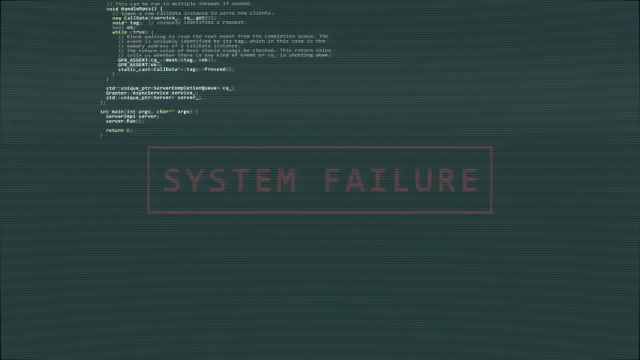 // This can be run in multiple threads if needed.
void HandleRpcs() {
// Spawn a new CallData instance to serve new clients.
new CallData(&service_, cq_.get());
void* tag;  // uniquely identifies a request.
bool ok;
while (true) {
// Block waiting to read the next event from the completion queue. The
// event is uniquely identified by its tag, which in this case is the
// memory address of a CallData instance.
// The return value of Next should always be checked. This return value
// tells us whether there is any kind of event or cq_ is shutting down.
GPR_ASSERT(cq_->Next(&tag, &ok));
GPR_ASSERT(ok);
static_cast<CallData*>(tag)->Proceed();
}
}
std::unique_ptr<ServerCompletionQueue> cq_;
Greeter::AsyncService service_;
std::unique_ptr<Server> server_;
};
int main(int argc, char** argv) {
ServerImpl server;
server.Run();
return 0;
}
SYSTEM FAILURE